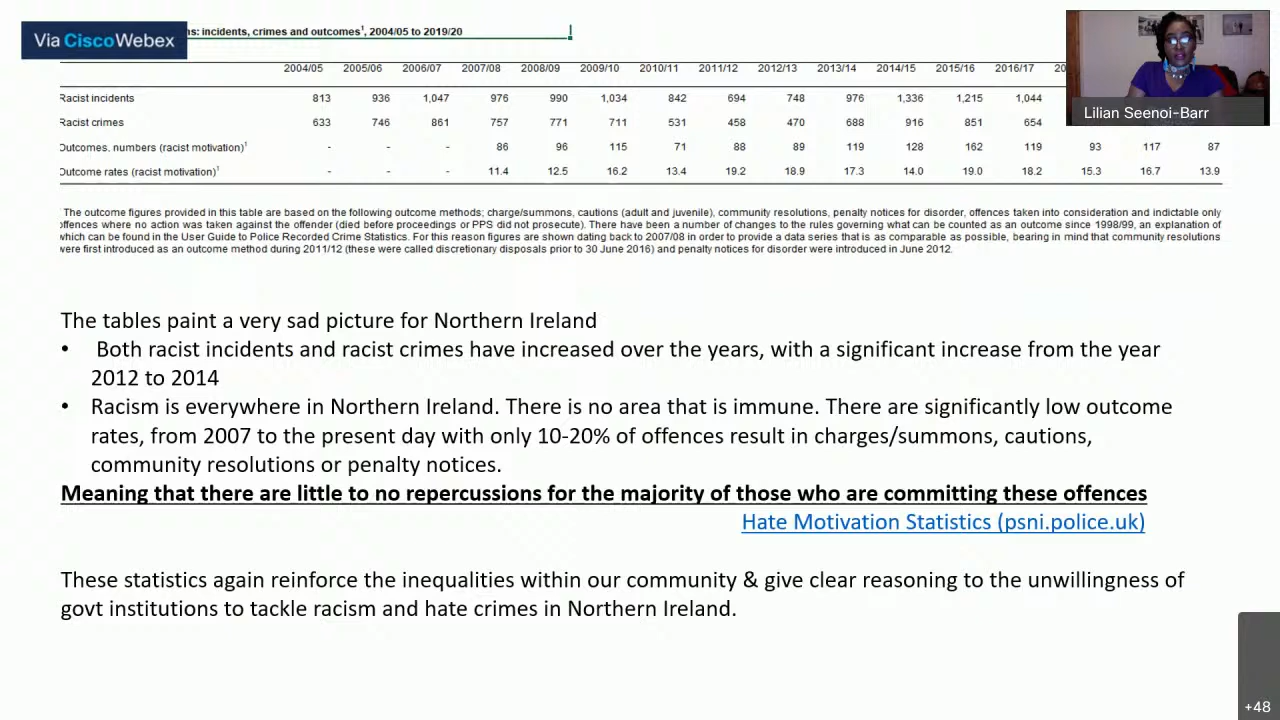 Via Cisco Webex
ns: incidents, crimes and outcomes¹, 2004/05 to 2019/20
2004/05 2005/06 2006/07 2007/08 2008/09 2009/10 2010/11 2011/12 2012/13 2013/14 2014/15 2015/16 2016/17
Racist incidents 813 936 1,047 976 990 1,034 842 694 748 976 1,336 1,215 1,044
Racist crimes 633 746 861 757 771 711 531 458 470 688 916 851 654
Outcomes, numbers (racist motivation)¹ - - - 86 96 115 71 88 89 119 128 162 119 93 117 87
Outcome rates (racist motivation)¹ - - - 11.4 12.5 16.2 13.4 19.2 18.9 17.3 14.0 19.0 18.2 15.3 16.7 13.9
Lilian Seenoi-Barr
The outcome figures provided in this table are based on the following outcome methods; charge/summons, cautions (adult and juvenile), community resolutions, penalty notices for disorder, offences taken into consideration and indictable only
offences where no action was taken against the offender (died before proceedings or PPS did not prosecute). There have been a number of changes to the rules governing what can be counted as an outcome since 1998/99, an explanation of
which can be found in the User Guide to Police Recorded Crime Statistics. For this reason figures are shown dating back to 2007/08 in order to provide a data series that is as comparable as possible, bearing in mind that community resolutions
were first introduced as an outcome method during 2011/12 (these were called discretionary disposals prior to 30 June 2016) and penalty notices for disorder were introduced in June 2012.
The tables paint a very sad picture for Northern Ireland
• Both racist incidents and racist crimes have increased over the years, with a significant increase from the year
2012 to 2014
• Racism is everywhere in Northern Ireland. There is no area that is immune. There are significantly low outcome
rates, from 2007 to the present day with only 10-20% of offences result in charges/summons, cautions,
community resolutions or penalty notices.
Meaning that there are little to no repercussions for the majority of those who are committing these offences
Hate Motivation Statistics (psni.police.uk)
These statistics again reinforce the inequalities within our community & give clear reasoning to the unwillingness of
govt institutions to tackle racism and hate crimes in Northern Ireland.
+48